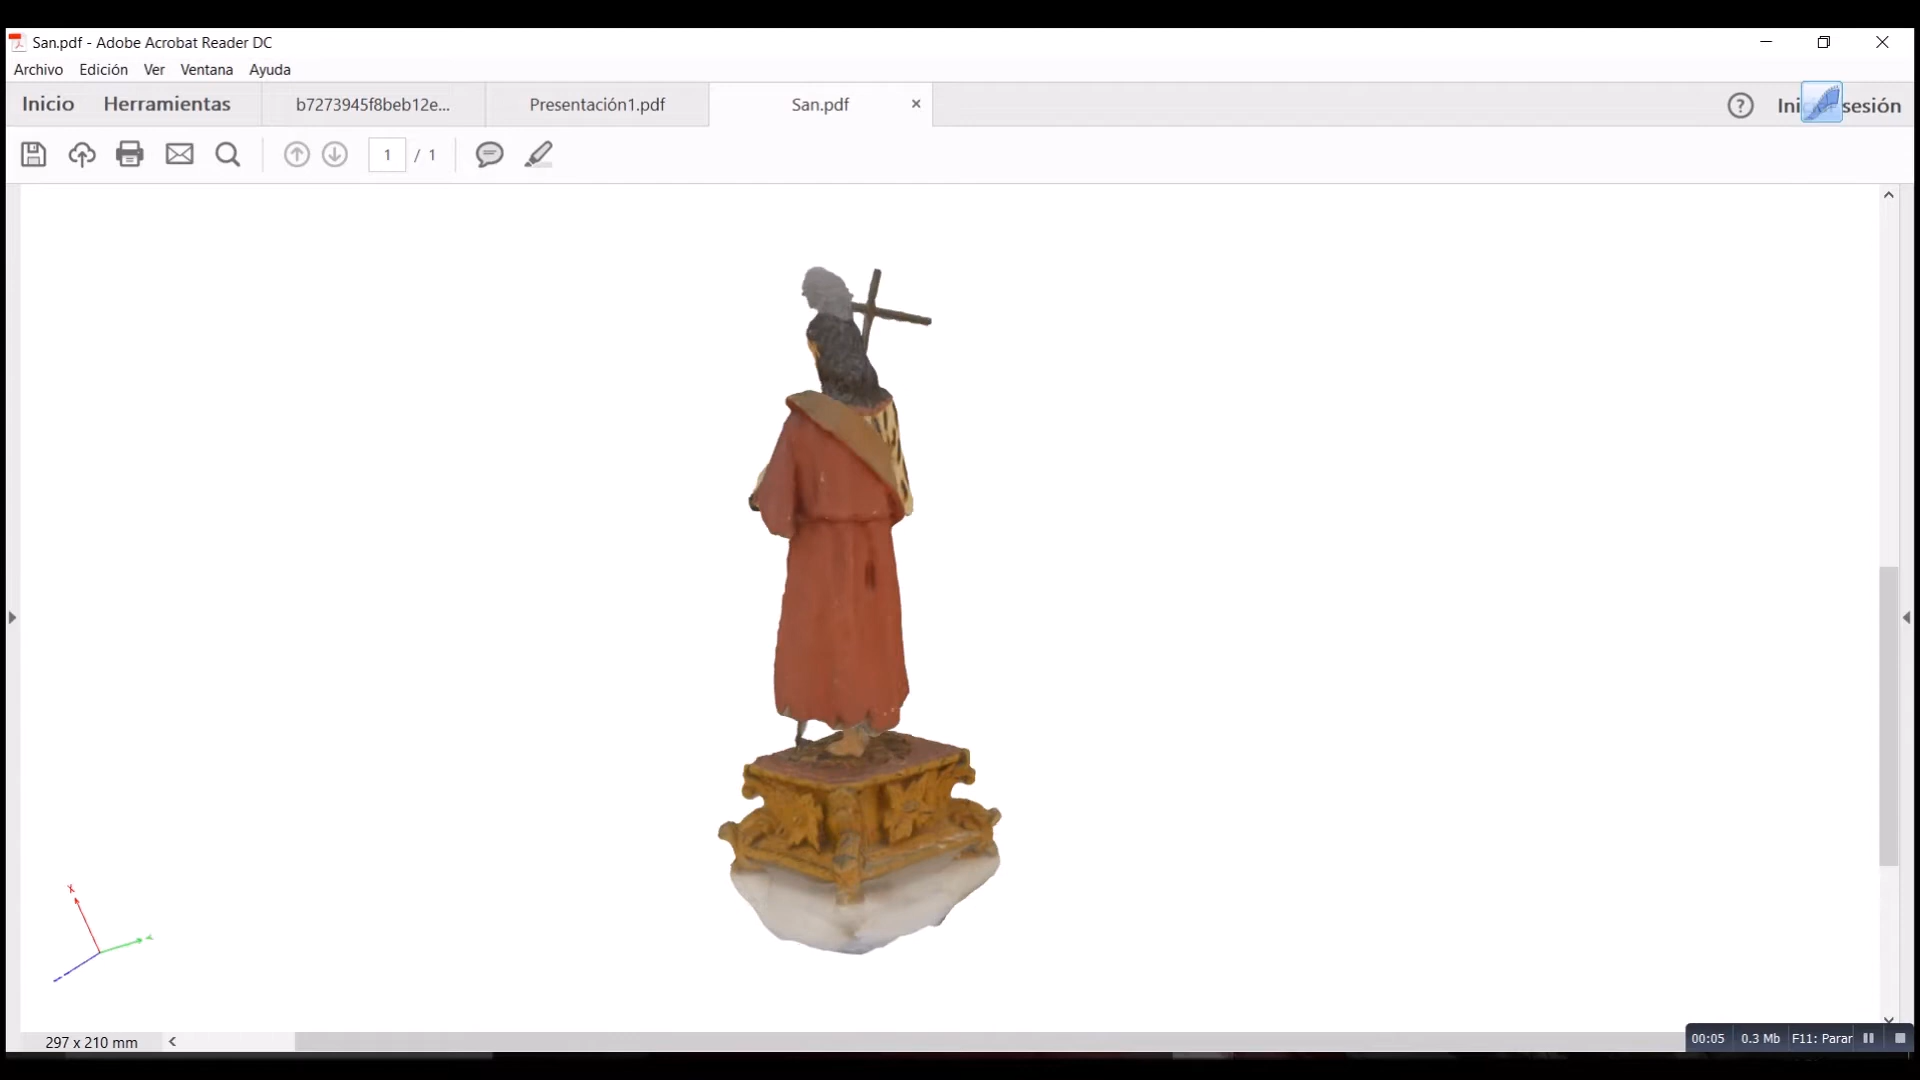 San.pdf - Adobe Acrobat Reader DC
Archivo Edición Ver Ventana Ayuda
Inicio Herramientas b7273945f8beb12e... Presentación1.pdf San.pdf × ? sesión
1 / 1
X
297 x 210 mm
00:05 0.3 Mb F11: Parar